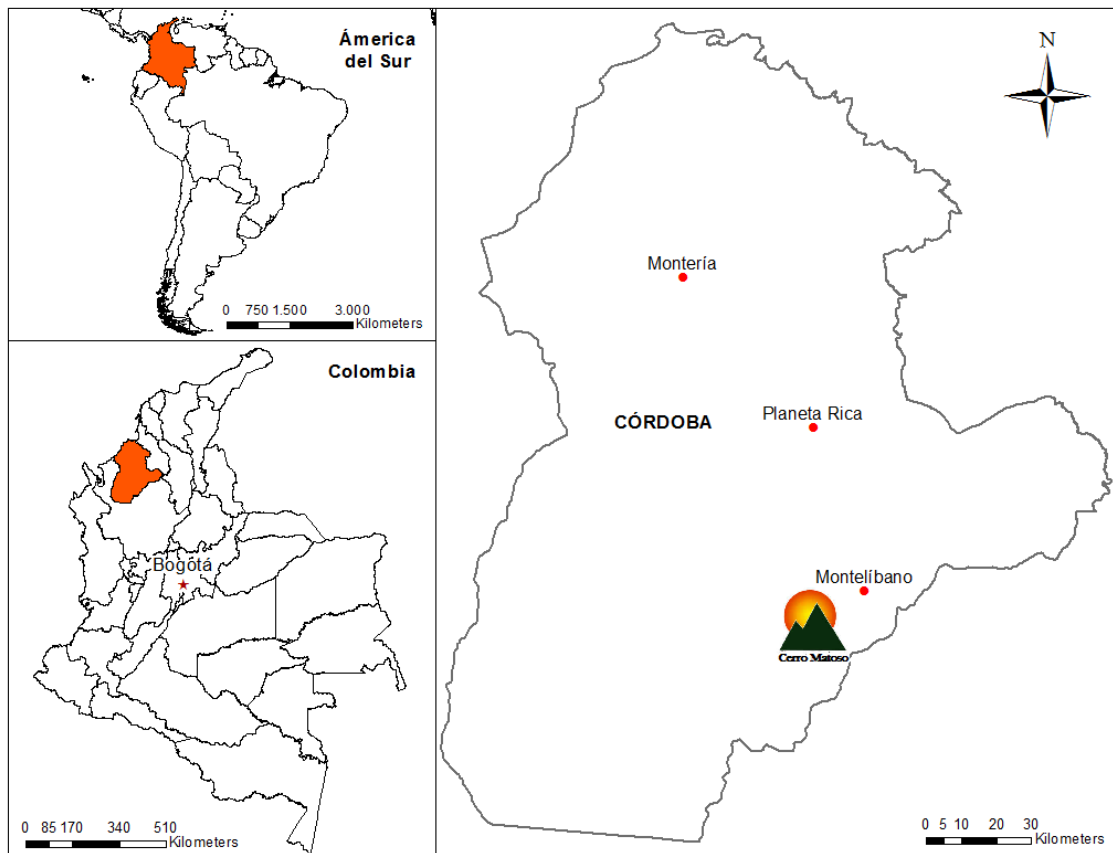 Ámerica
del Sur
0 750 1.500 3.000
Kilometers
Colombia
Bogotá
0 85 170 340 510
Kilometers
N
Montería
Planeta Rica
CÓRDOBA
Montelíbano
Cerro Matoso
0 5 10 20 30
Kilometers